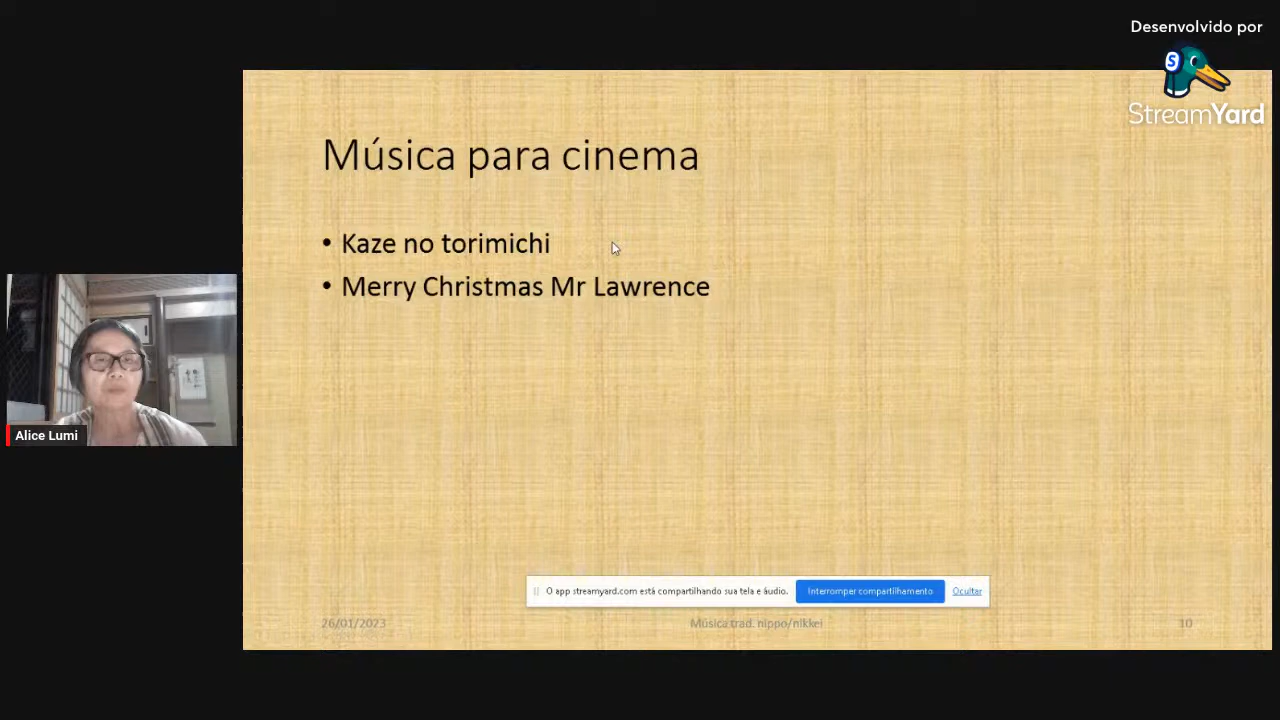 Desenvolvido por
StreamYard
Música para cinema
• Kaze no torimichi
• Merry Christmas Mr Lawrence
Alice Lumi
O app streamyard.com está compartilhando sua tela e áudio. Interromper compartilhamento Ocultar
26/01/2023 Música trad. nippo/nikkei 10